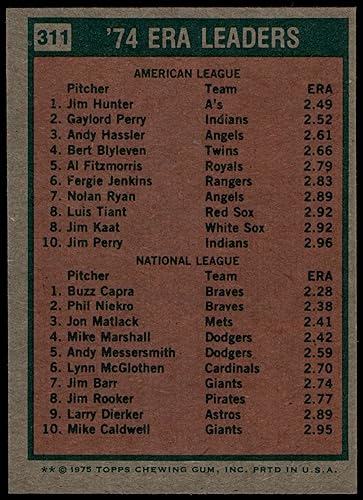 311 '74 ERA LEADERS
AMERICAN LEAGUE
Pitcher Team ERA
1. Jim Hunter A's 2.49
2. Gaylord Perry Indians 2.52
3. Andy Hassler Angels 2.61
4. Bert Blyleven Twins 2.66
5. Al Fitzmorris Royals 2.79
6. Fergie Jenkins Rangers 2.83
7. Nolan Ryan Angels 2.89
8. Luis Tiant Red Sox 2.92
8. Jim Kaat White Sox 2.92
10. Jim Perry Indians 2.96
NATIONAL LEAGUE
Pitcher Team ERA
1. Buzz Capra Braves 2.28
2. Phil Niekro Braves 2.38
3. Jon Matlack Mets 2.41
4. Mike Marshall Dodgers 2.42
5. Andy Messersmith Dodgers 2.59
6. Lynn McGlothen Cardinals 2.70
7. Jim Barr Giants 2.74
8. Jim Rooker Pirates 2.77
9. Larry Dierker Astros 2.89
10. Mike Caldwell Giants 2.95
** © 1975 TOPPS CHEWING GUM, INC. PRTD IN U.S.A.